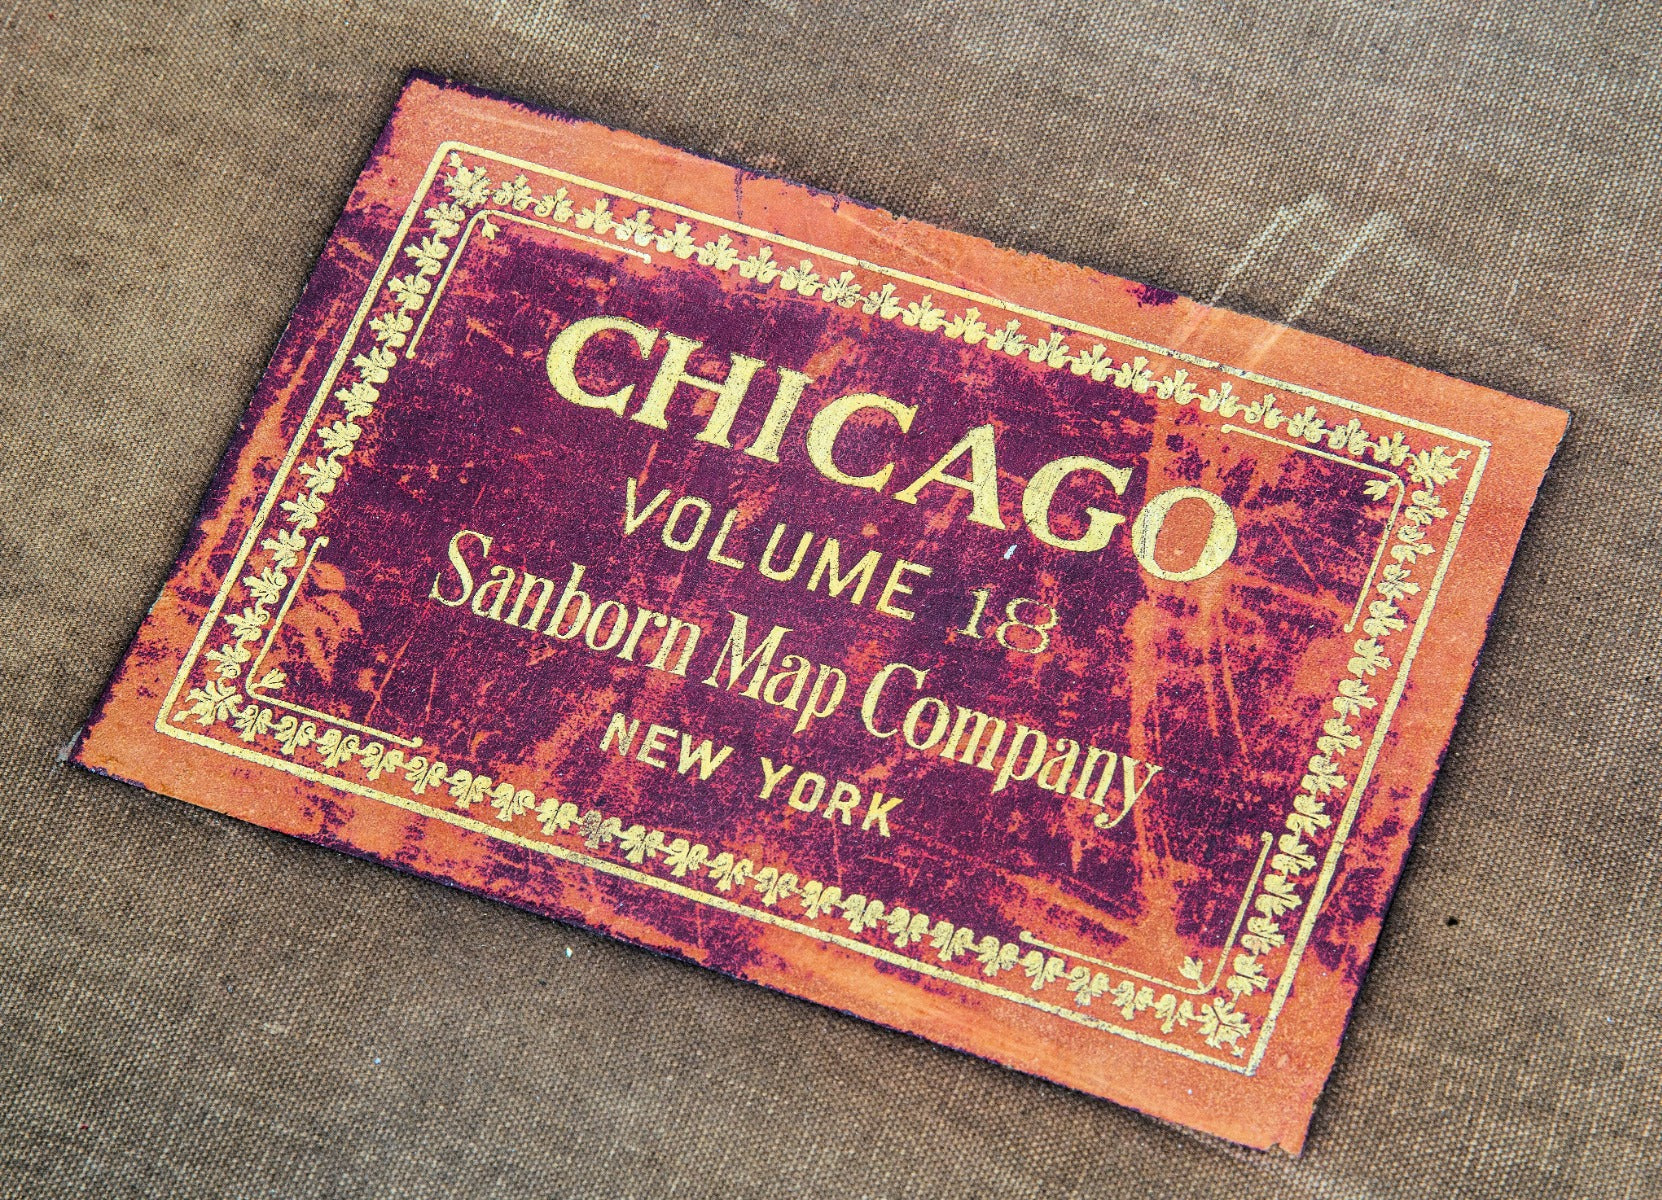 CHICAGO
VOLUME 18
Sanborn Map Company
NEW YORK